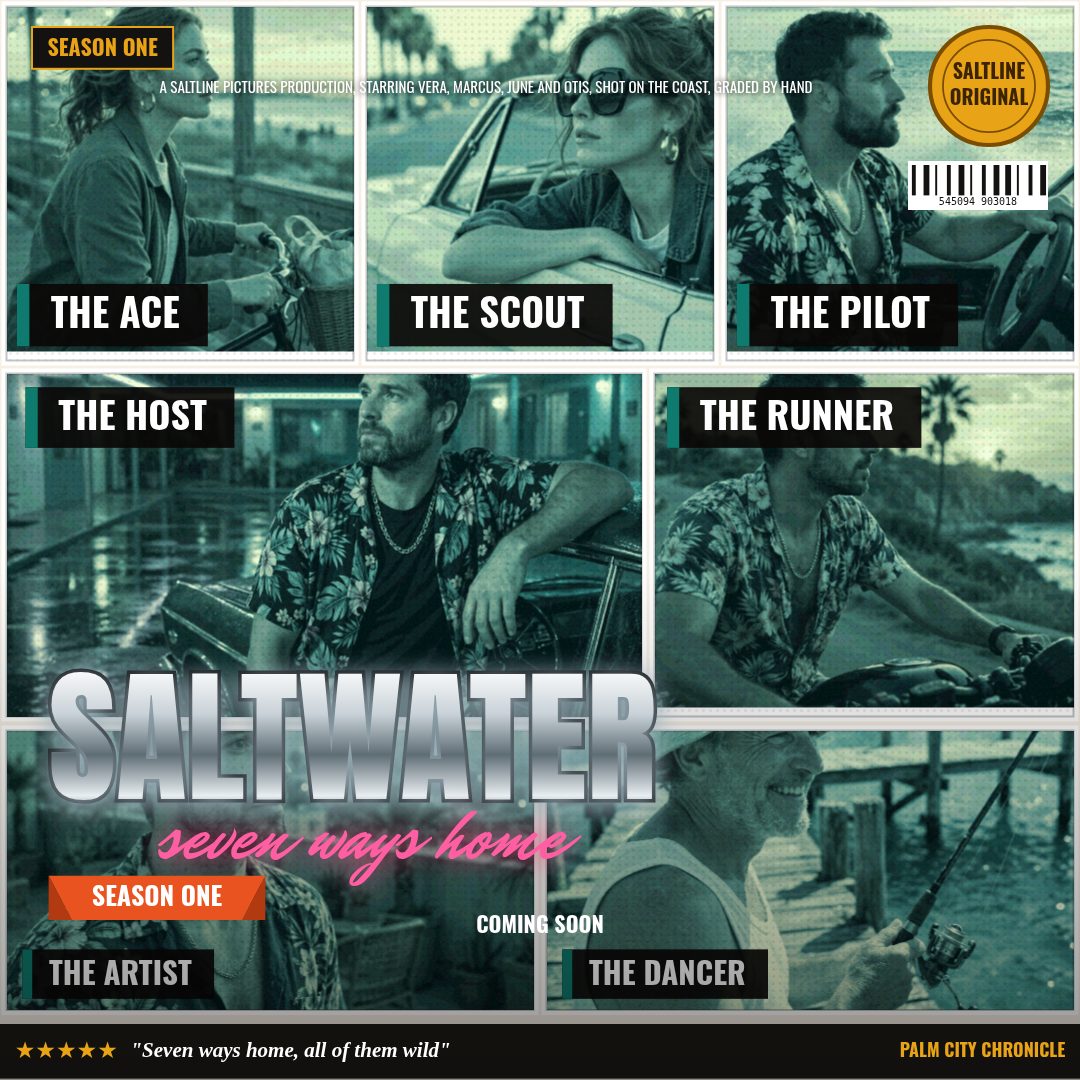 SEASON ONE
A SALTLINE PICTURES PRODUCTION, STARRING VERA, MARCUS, JUNE AND OTIS, SHOT ON THE COAST, GRADED BY HAND
SALTLINE
ORIGINAL
545094 903018
THE ACE
THE SCOUT
THE PILOT
THE HOST
THE RUNNER
SALTWATER
seven ways home
SEASON ONE
COMING SOON
THE ARTIST
THE DANCER
★★★★★ "Seven ways home, all of them wild"
PALM CITY CHRONICLE